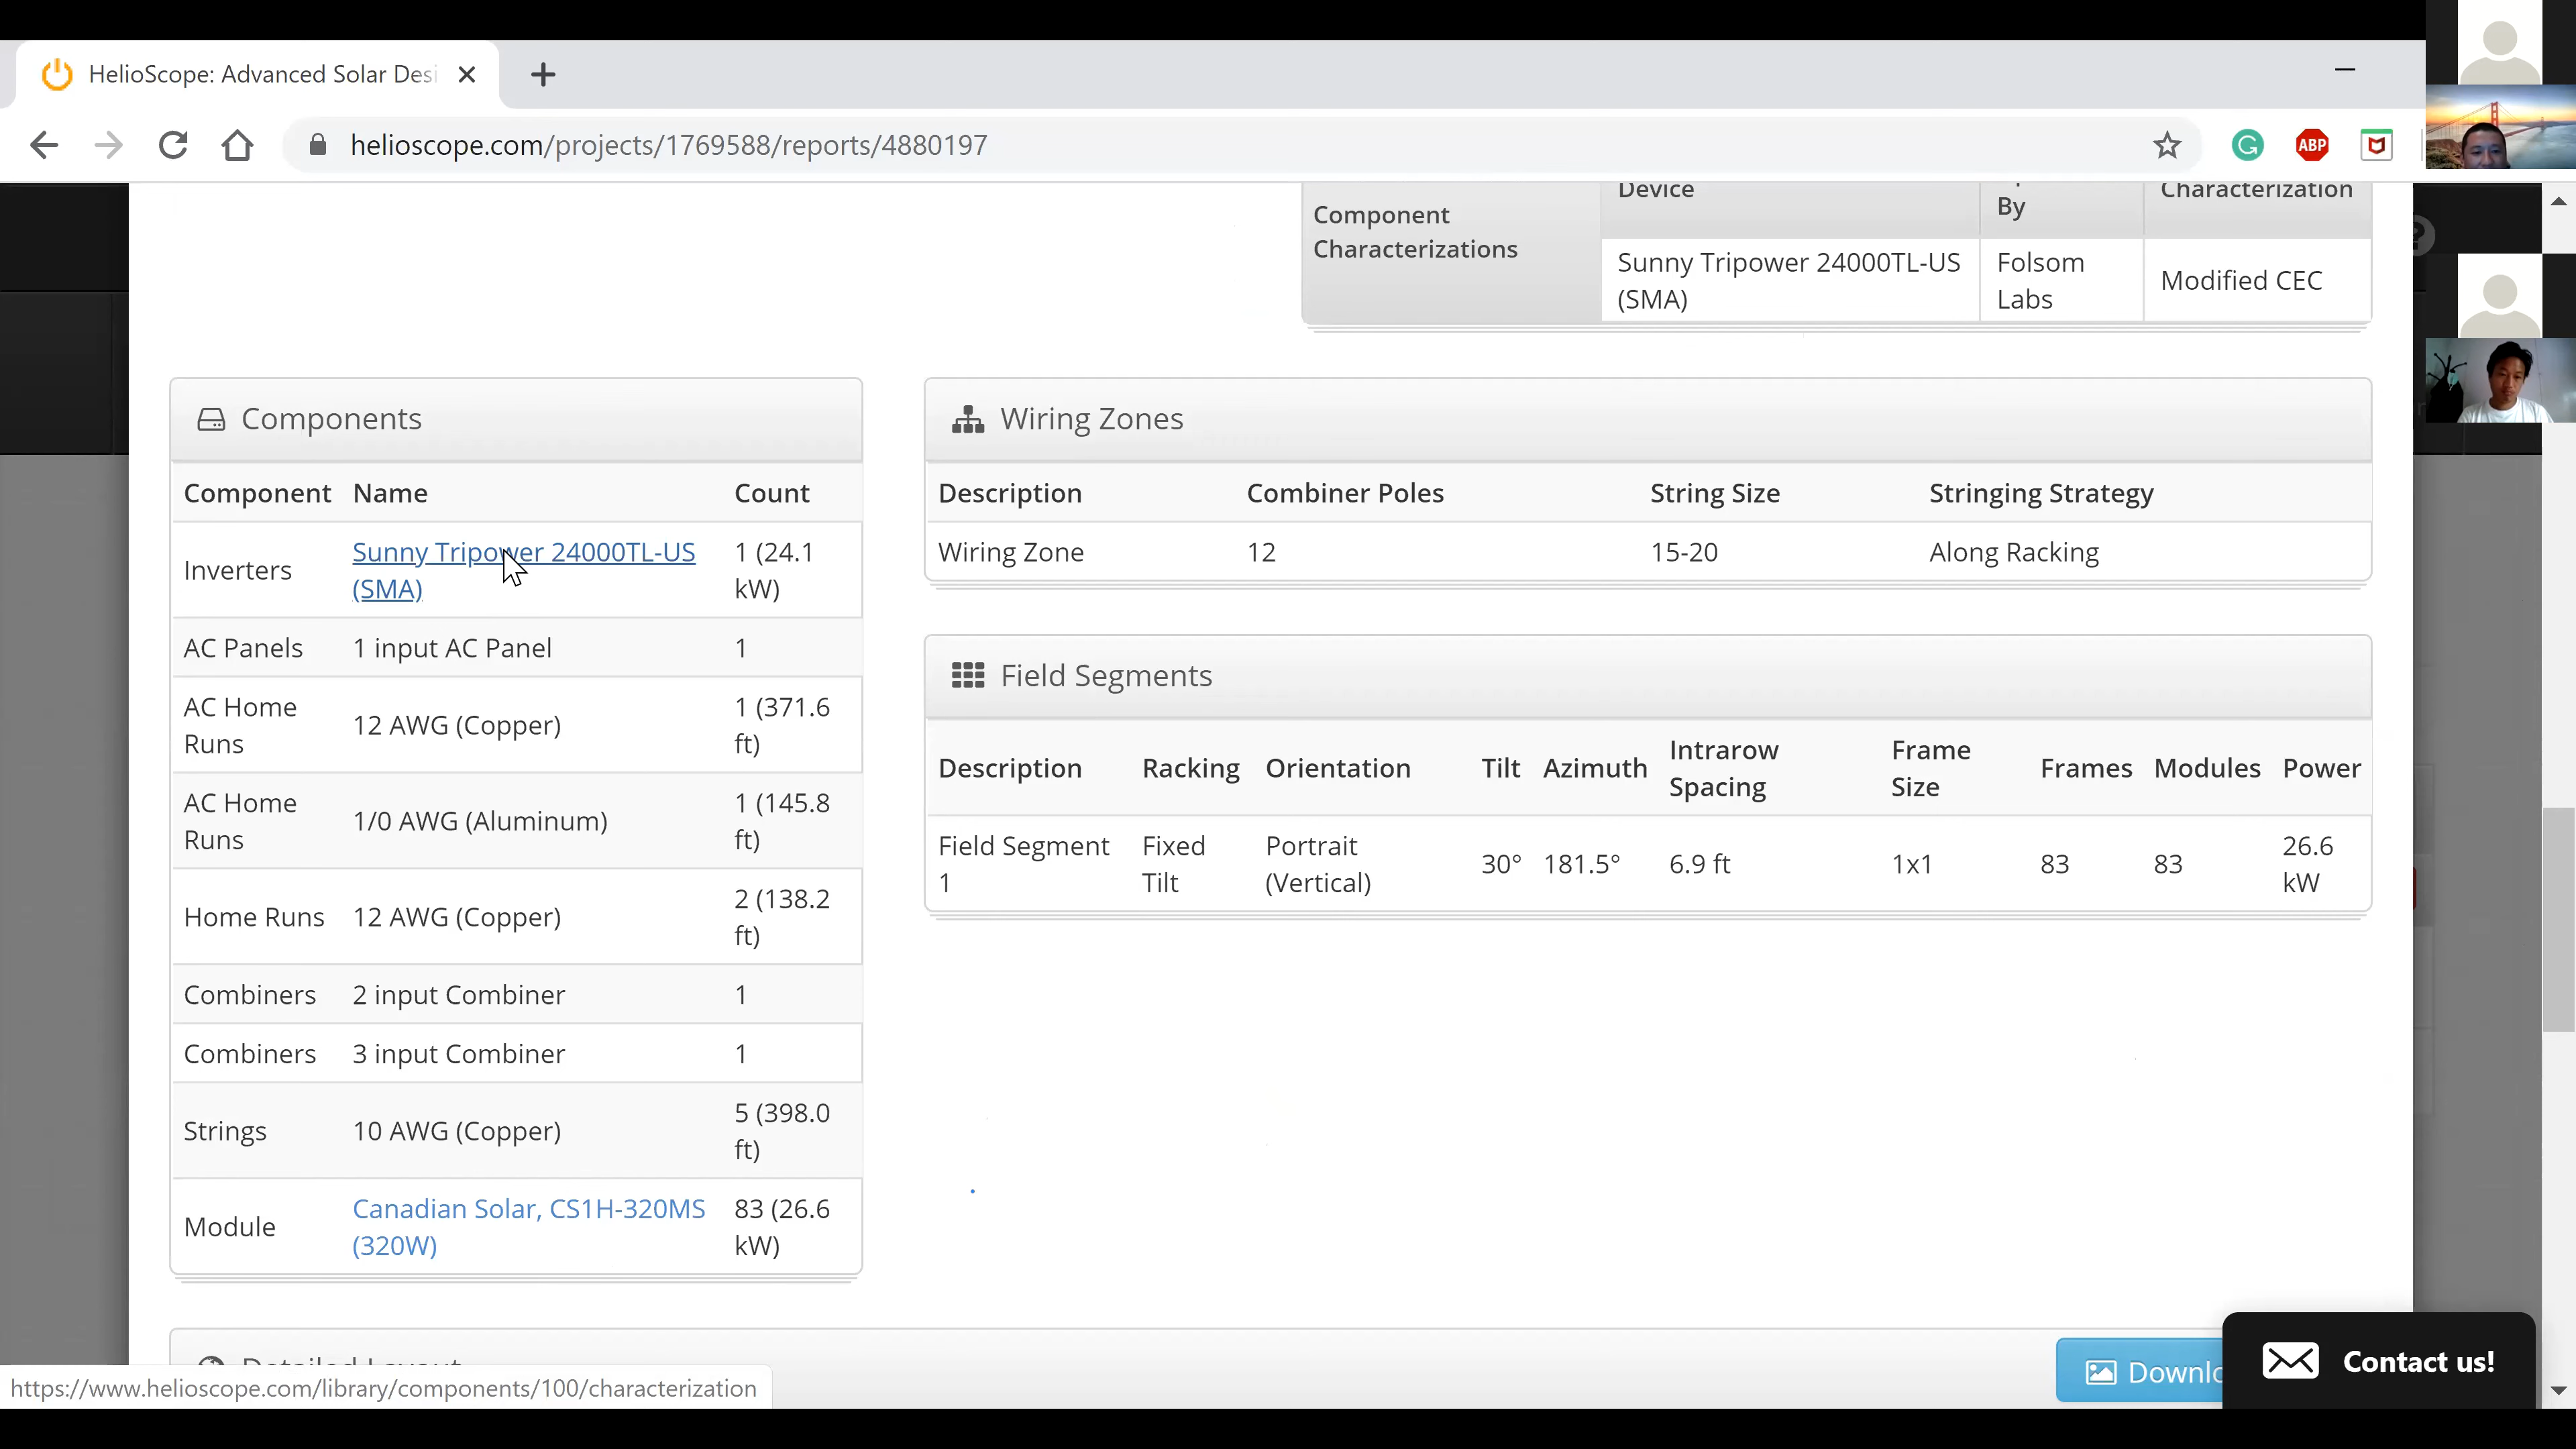 HelioScope: Advanced Solar Desi
helioscope.com/projects/1769588/reports/4880197
ABP
Component
Characterizations
Device
By
Characterization
Sunny Tripower 24000TL-US
(SMA)
Folsom
Labs
Modified CEC
Components
Component Name Count
Inverters Sunny Tripower 24000TL-US
(SMA) 1 (24.1
kW)
AC Panels 1 input AC Panel 1
AC Home
Runs 12 AWG (Copper) 1 (371.6
ft)
AC Home
Runs 1/0 AWG (Aluminum) 1 (145.8
ft)
Home Runs 12 AWG (Copper) 2 (138.2
ft)
Combiners 2 input Combiner 1
Combiners 3 input Combiner 1
Strings 10 AWG (Copper) 5 (398.0
ft)
Module Canadian Solar, CS1H-320MS
(320W) 83 (26.6
kW)
Wiring Zones
Description Combiner Poles String Size Stringing Strategy
Wiring Zone 12 15-20 Along Racking
Field Segments
Description Racking Orientation Tilt Azimuth Intrarow
Spacing Frame
Size Frames Modules Power
Field Segment
1 Fixed
Tilt Portrait
(Vertical) 30° 181.5° 6.9 ft 1x1 83 83 26.6
kW
Detailed Layout
Downlo
Contact us!
https://www.helioscope.com/library/components/100/characterization